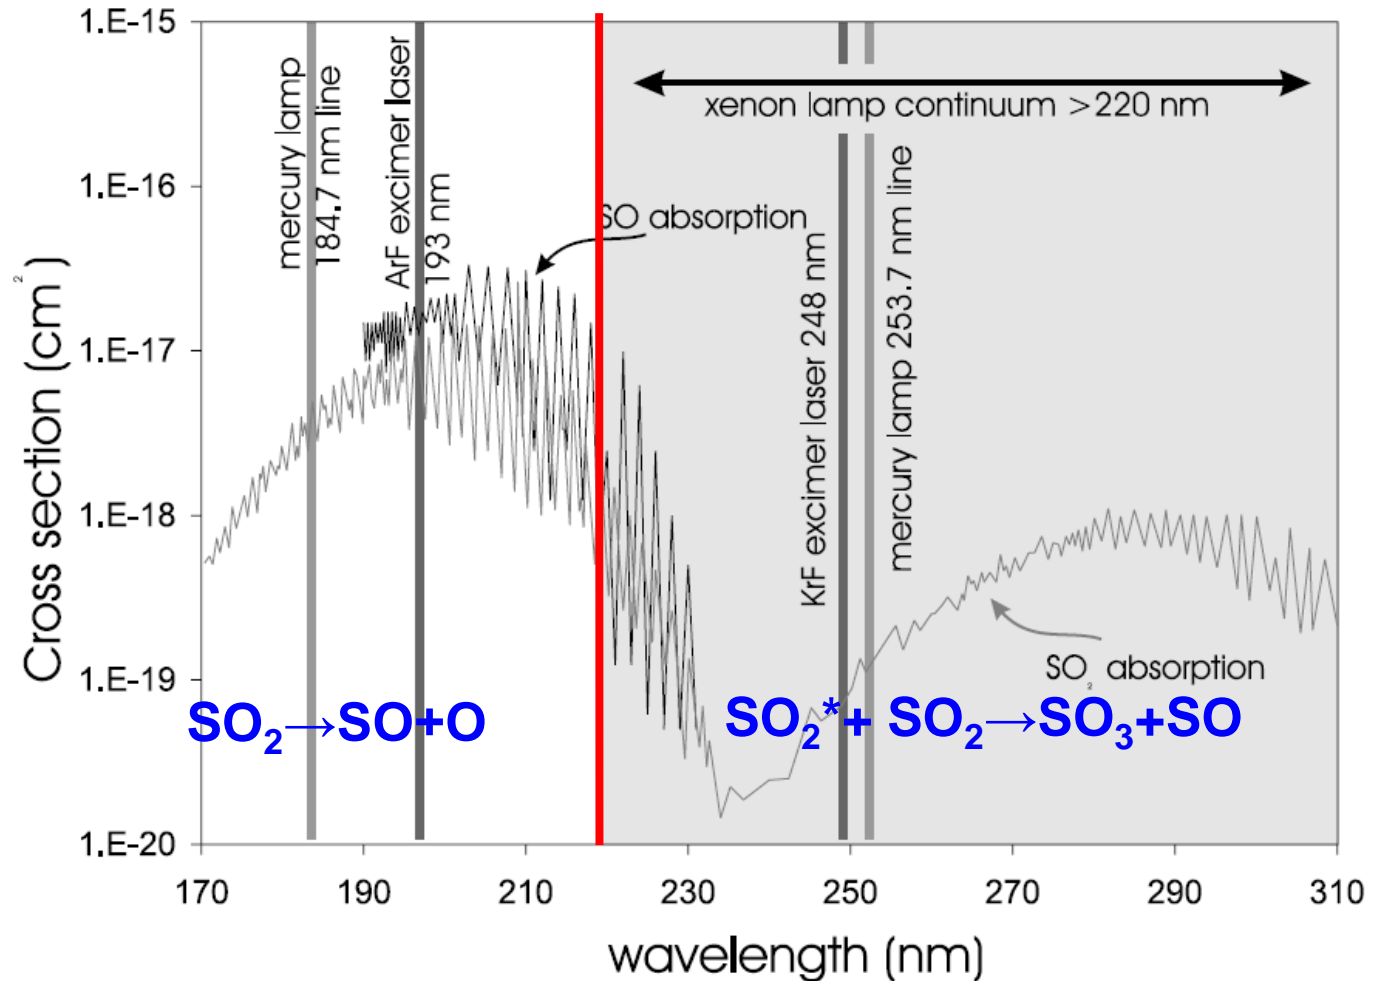 1.E-15
1.E-16
1.E-17
1.E-18
1.E-19
1.E-20
Cross section (cm²)
mercury lamp
184.7 nm line
ArF excimer laser
193 nm
SO absorption
xenon lamp continuum >220 nm
KrF excimer laser 248 nm
mercury lamp 253.7 nm line
SO₂ absorption
SO₂→SO+O
SO₂*+ SO₂→SO₃+SO
170 190 210 230 250 270 290 310
wavelength (nm)